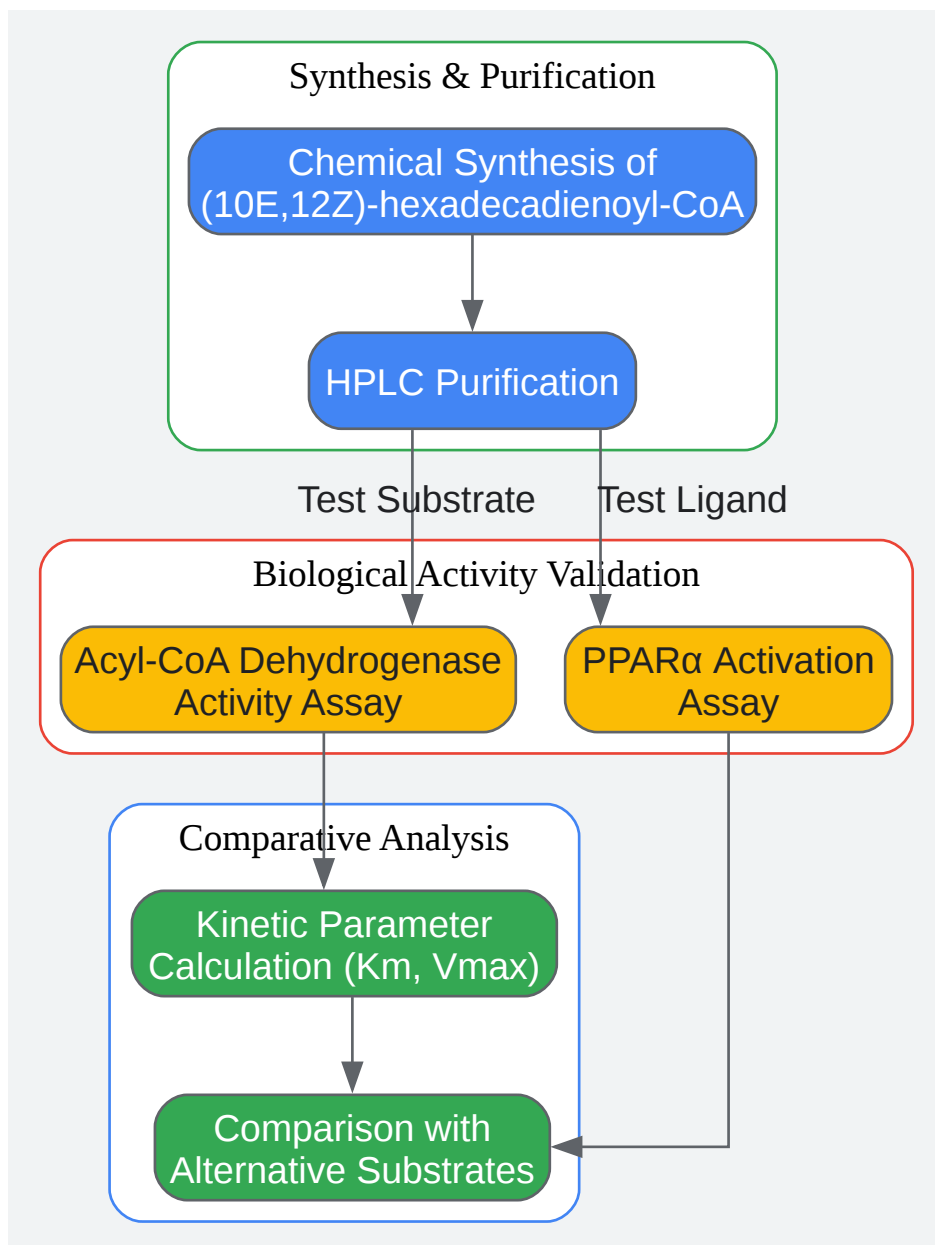 Synthesis & Purification
Chemical Synthesis of
(10E,12Z)-hexadecadienoyl-CoA
HPLC Purification
Test Substrate
Test Ligand
Biological Activity Validation
Acyl-CoA Dehydrogenase
Activity Assay
PPARα Activation
Assay
Comparative Analysis
Kinetic Parameter
Calculation (Km, Vmax)
Comparison with
Alternative Substrates